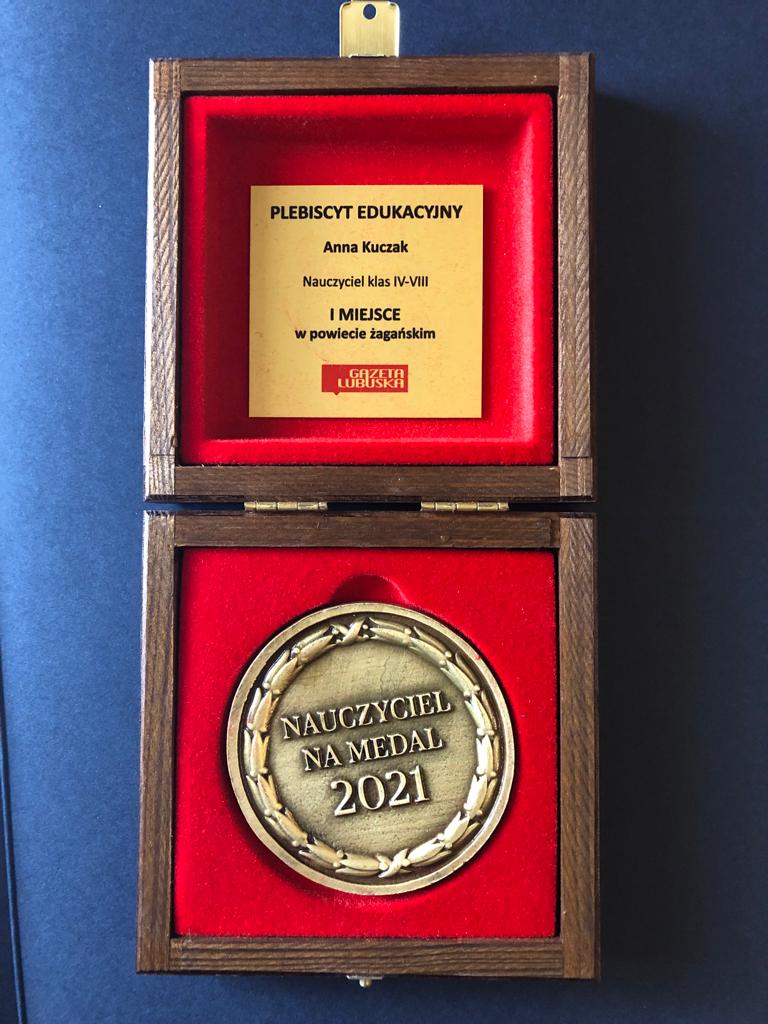 PLEBISCYT EDUKACYJNY
Anna Kuczak
Nauczyciel klas IV-VIII
I MIEJSCE
w powiecie żagańskim
GAZETA
LUBUSKA
NAUCZYCIEL
NA MEDAL
2021